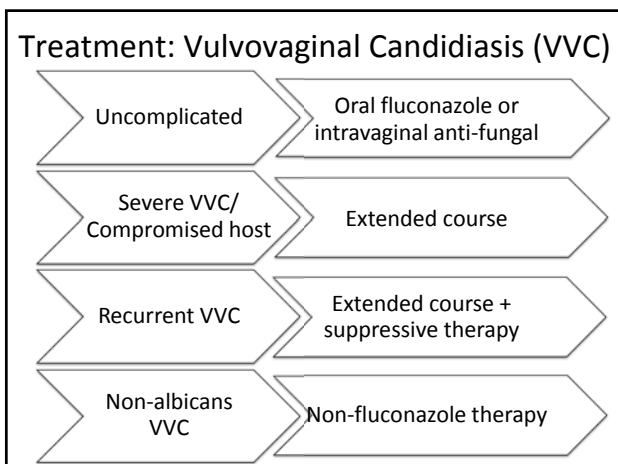 Treatment: Vulvovaginal Candidiasis (VVC)
Uncomplicated
Oral fluconazole or
intravaginal anti-fungal
Severe VVC/
Compromised host
Extended course
Recurrent VVC
Extended course +
suppressive therapy
Non-albicans
VVC
Non-fluconazole therapy